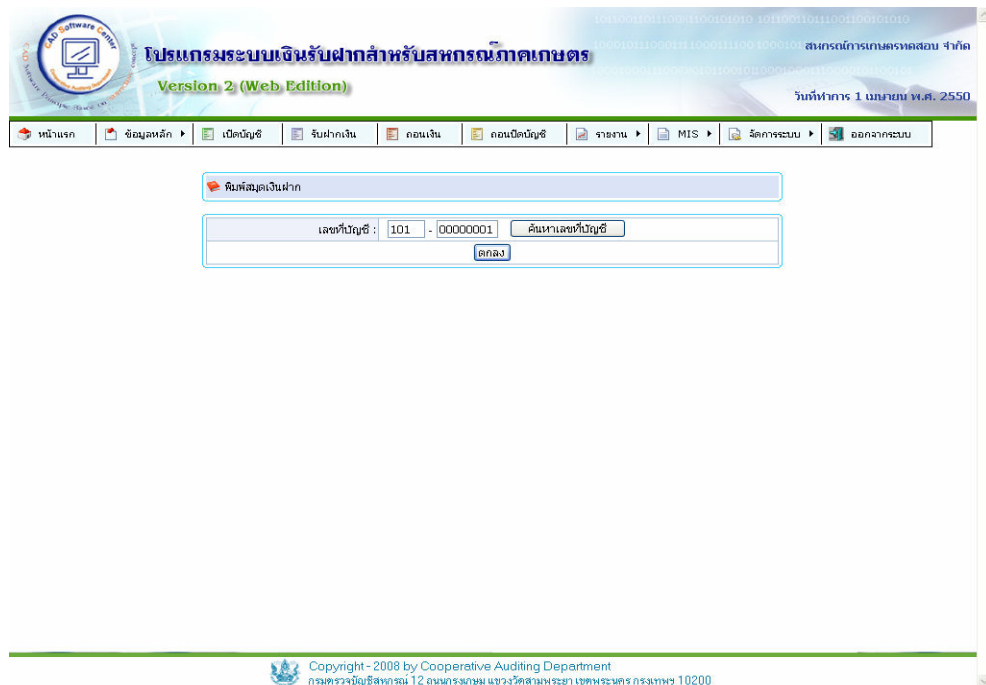 CAD Software Center
โปรแกรมระบบเงินรับฝากสำหรับสหกรณ์ภาคเกษตร
Version 2 (Web Edition)
สหกรณ์การเกษตรทดสอบ จำกัด
วันที่ทำการ 1 เมษายน พ.ศ. 2550
หน้าแรก ข้อมูลหลัก เปิดบัญชี รับฝากเงิน ถอนเงิน ถอนปิดบัญชี รายงาน MIS จัดการระบบ ออกจากระบบ
พิมพ์สมุดเงินฝาก
เลขที่บัญชี : 101 - 00000001 ค้นหาเลขที่บัญชี
ตกลง
Copyright - 2008 by Cooperative Auditing Department
กรมตรวจบัญชีสหกรณ์ 12 ถนนกรุงเกษม แขวงวัดสามพระยา เขตพระนคร กรุงเทพฯ 10200